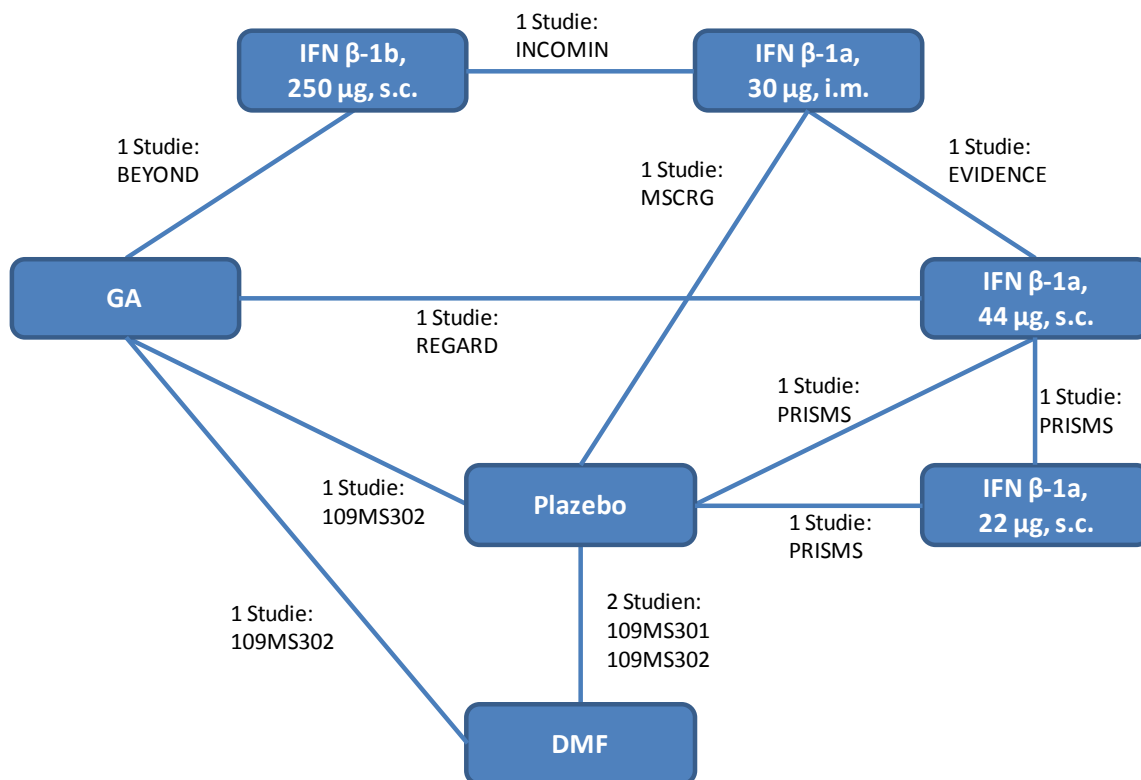 1 Studie:
INCOMIN
IFN β-1b,
250 µg, s.c.
IFN β-1a,
30 µg, i.m.
1 Studie:
BEYOND
1 Studie:
MSCRG
1 Studie:
EVIDENCE
GA
IFN β-1a,
44 µg, s.c.
1 Studie:
REGARD
1 Studie:
PRISMS
1 Studie:
PRISMS
1 Studie:
109MS302
Plazebo
IFN β-1a,
22 µg, s.c.
1 Studie:
PRISMS
1 Studie:
109MS302
2 Studien:
109MS301
109MS302
DMF